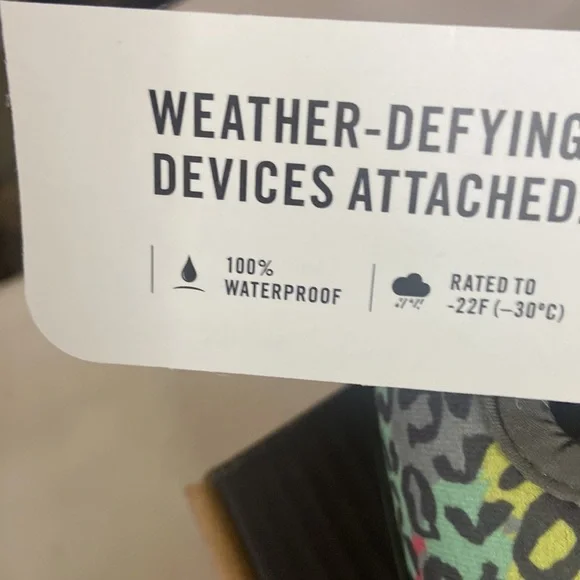 WEATHER-DEFYING
DEVICES ATTACHED.
100%
WATERPROOF
RATED TO
-22F (–30°C)